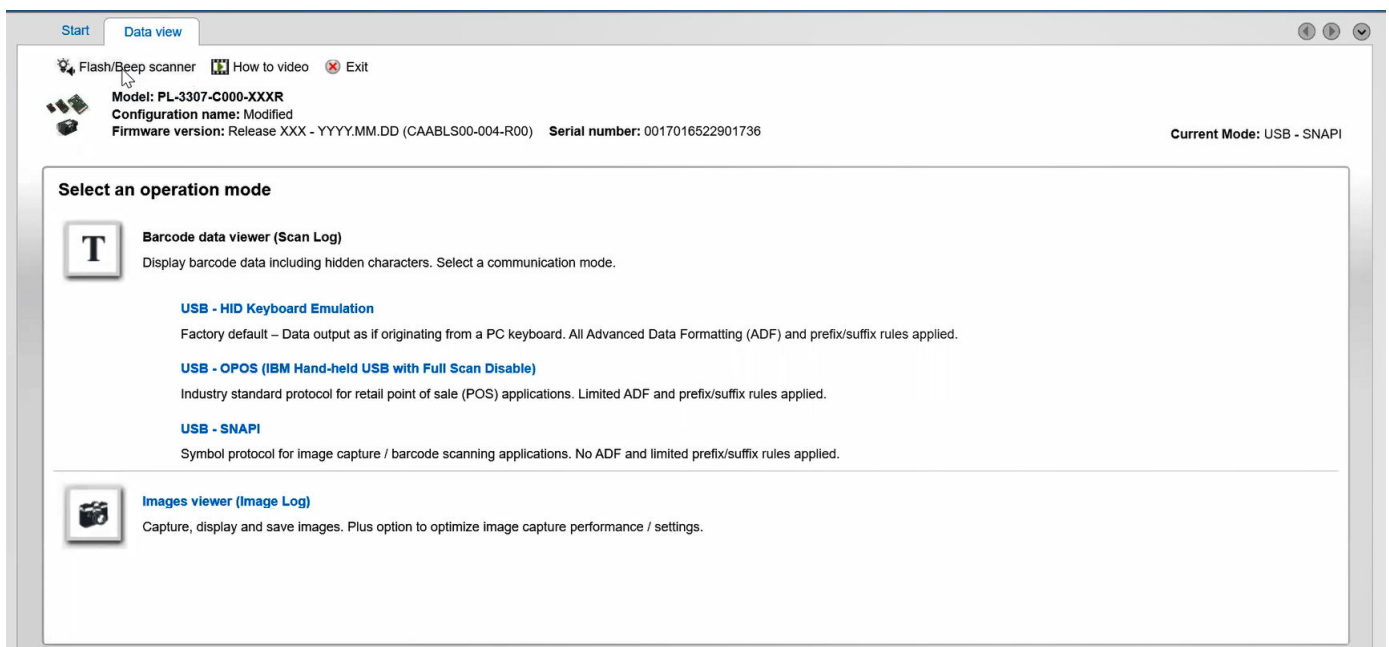 Start Data view
Flash/Beep scanner How to video Exit
Model: PL-3307-C000-XXXR
Configuration name: Modified
Firmware version: Release XXX - YYYY.MM.DD (CAABLS00-004-R00) Serial number: 0017016522901736
Current Mode: USB - SNAPI
Select an operation mode
T
Barcode data viewer (Scan Log)
Display barcode data including hidden characters. Select a communication mode.
USB - HID Keyboard Emulation
Factory default – Data output as if originating from a PC keyboard. All Advanced Data Formatting (ADF) and prefix/suffix rules applied.
USB - OPOS (IBM Hand-held USB with Full Scan Disable)
Industry standard protocol for retail point of sale (POS) applications. Limited ADF and prefix/suffix rules applied.
USB - SNAPI
Symbol protocol for image capture / barcode scanning applications. No ADF and limited prefix/suffix rules applied.
Images viewer (Image Log)
Capture, display and save images. Plus option to optimize image capture performance / settings.